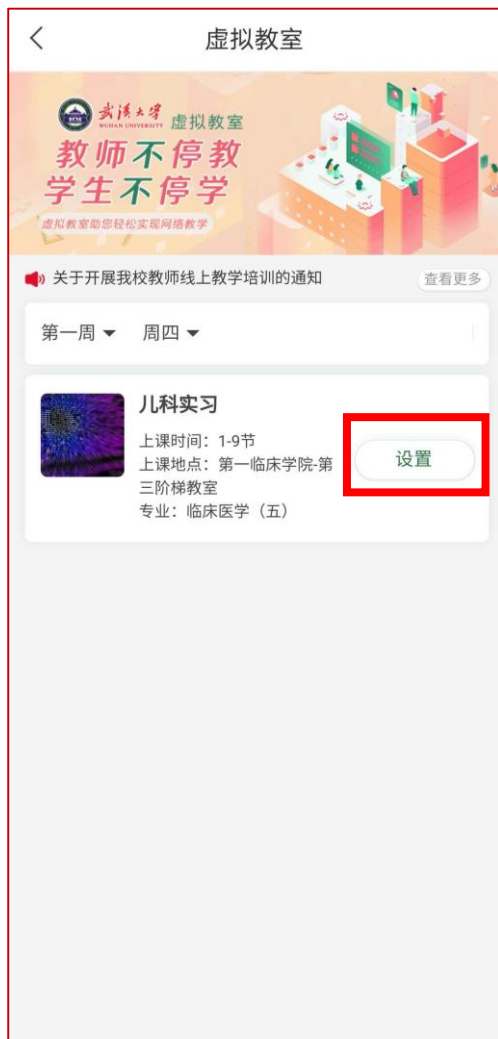 虚拟教室
武汉大学 虚拟教室
WUHAN UNIVERSITY
教师不停教
学生不停学
虚拟教室助您轻松实现网络教学
关于开展我校教师线上教学培训的通知 查看更多
第一周 周四
儿科实习
上课时间：1-9节
上课地点：第一临床学院-第
三阶梯教室
专业：临床医学（五）
设置